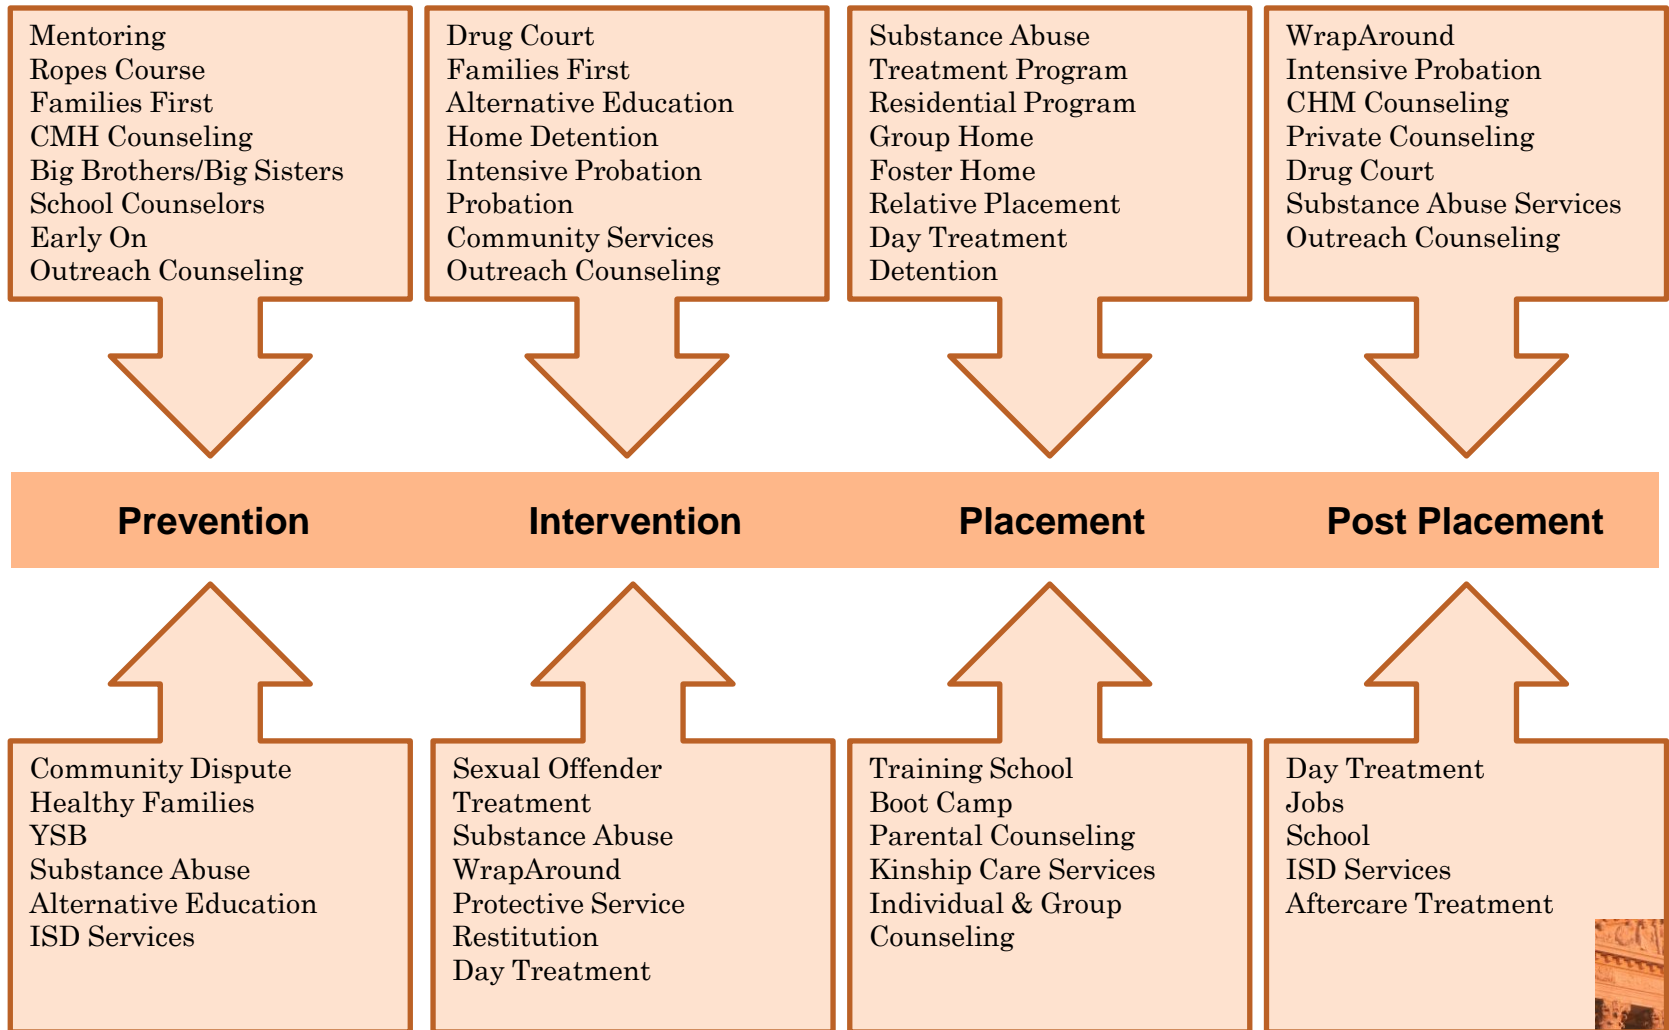 Mentoring
Ropes Course
Families First
CMH Counseling
Big Brothers/Big Sisters
School Counselors
Early On
Outreach Counseling
Drug Court
Families First
Alternative Education
Home Detention
Intensive Probation
Probation
Community Services
Outreach Counseling
Substance Abuse
Treatment Program
Residential Program
Group Home
Foster Home
Relative Placement
Day Treatment
Detention
WrapAround
Intensive Probation
CHM Counseling
Private Counseling
Drug Court
Substance Abuse Services
Outreach Counseling
Prevention
Intervention
Placement
Post Placement
Community Dispute
Healthy Families
YSB
Substance Abuse
Alternative Education
ISD Services
Sexual Offender
Treatment
Substance Abuse
WrapAround
Protective Service
Restitution
Day Treatment
Training School
Boot Camp
Parental Counseling
Kinship Care Services
Individual & Group
Counseling
Day Treatment
Jobs
School
ISD Services
Aftercare Treatment